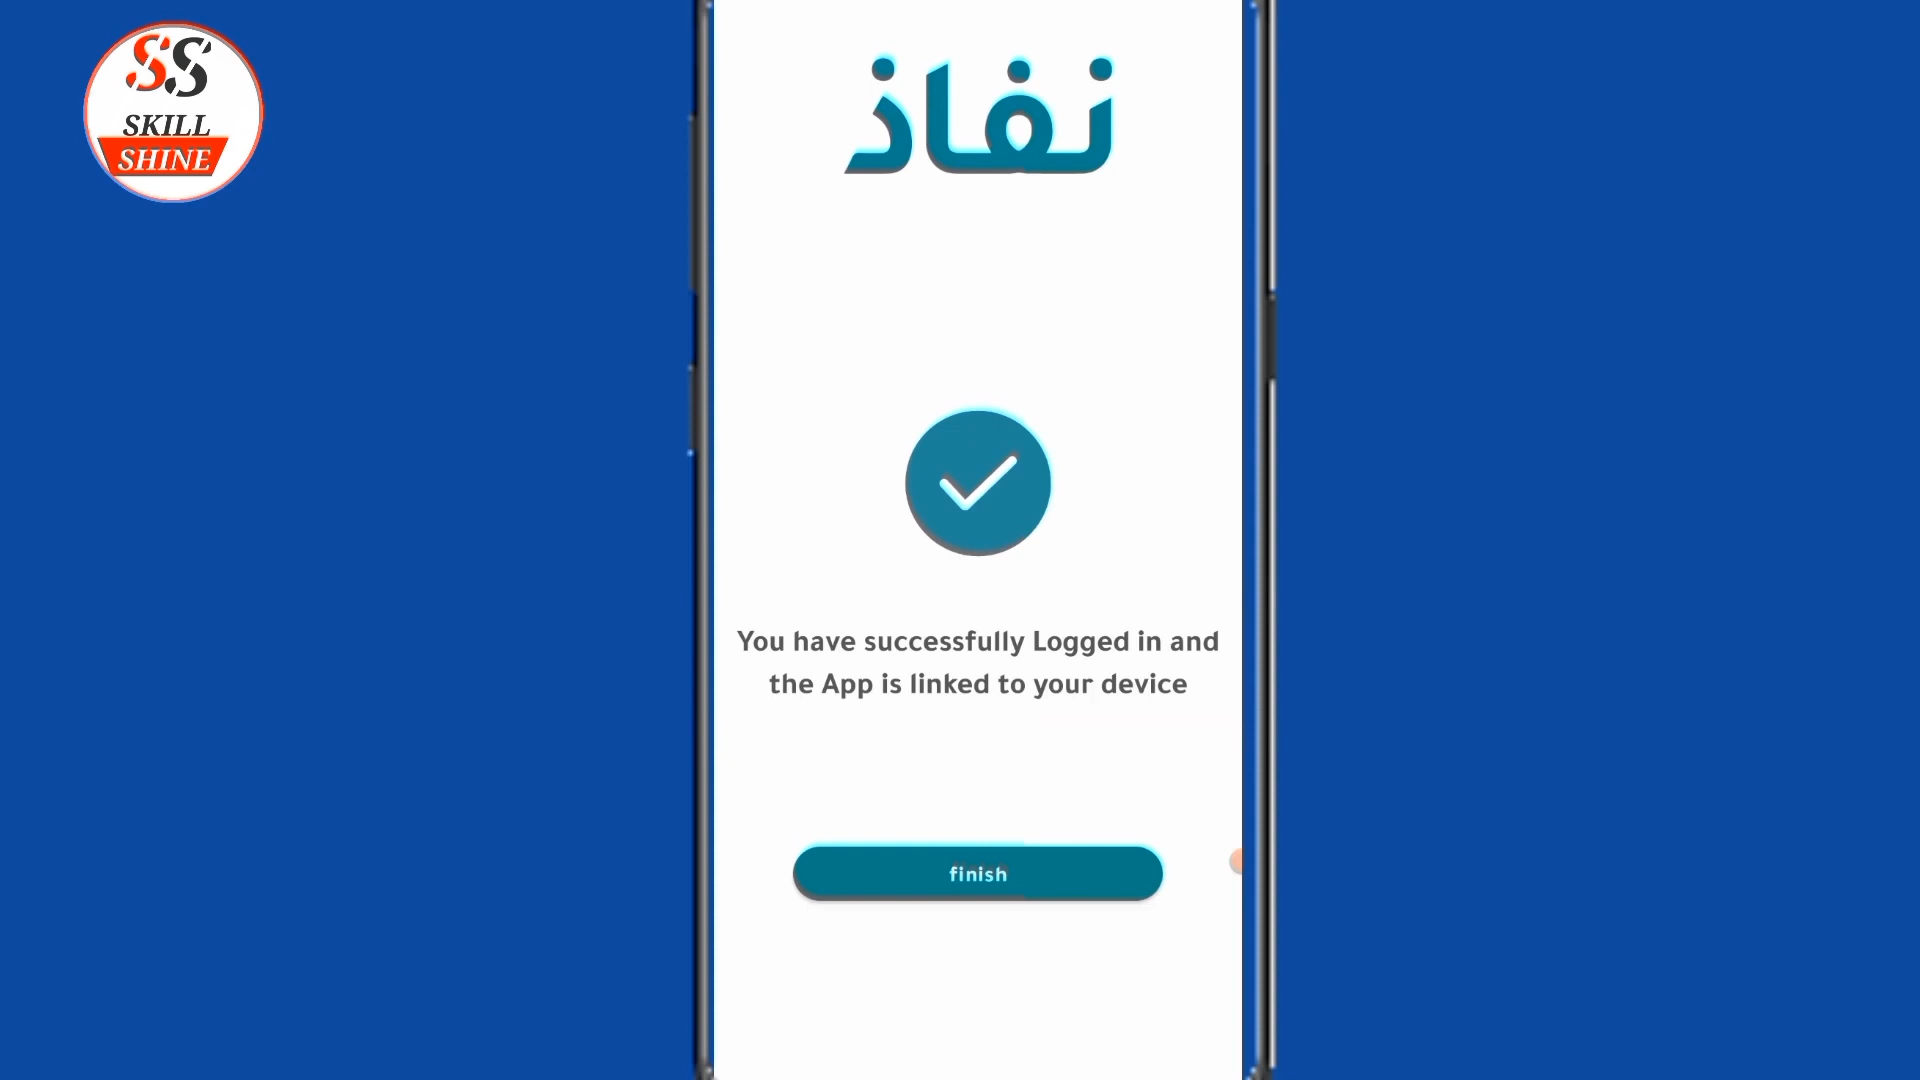 SS
SKILL
SHINE
نفاذ
You have successfully Logged in and
the App is linked to your device
finish